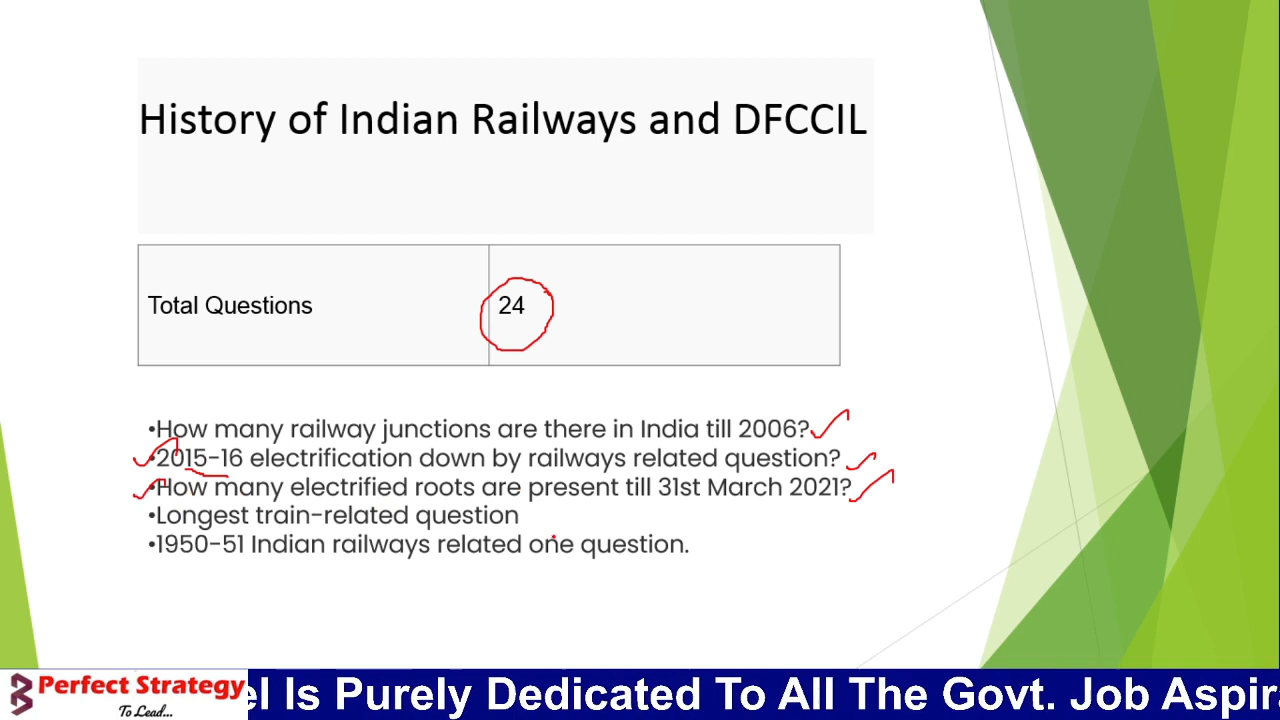 History of Indian Railways and DFCCIL
Total Questions 24
•How many railway junctions are there in India till 2006?
•2015-16 electrification down by railways related question?
•How many electrified roots are present till 31st March 2021?
•Longest train-related question
•1950-51 Indian railways related one question.
Perfect Strategy
To Lead...
el Is Purely Dedicated To All The Govt. Job Aspir